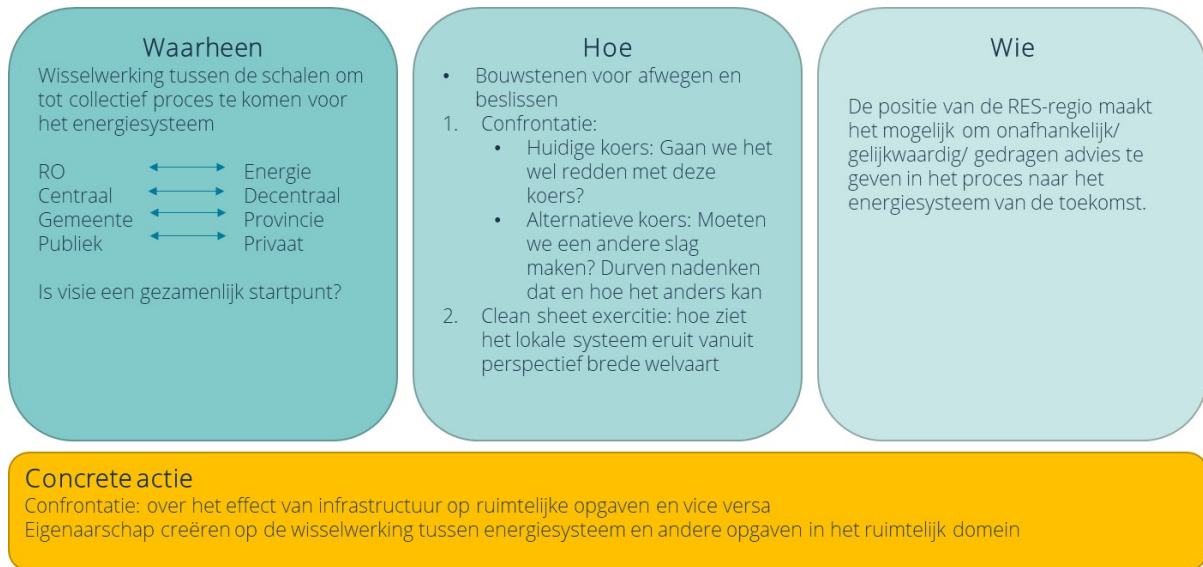 Waarheen
Wisselwerking tussen de schalen om
tot collectief proces te komen voor
het energiesysteem
RO Energie
Centraal Decentraal
Gemeente Provincie
Publiek Privaat
Is visie een gezamenlijk startpunt?
Hoe
• Bouwstenen voor afwegen en
beslissen
1. Confrontatie:
• Huidige koers: Gaan we het
wel redden met deze
koers?
• Alternatieve koers: Moeten
we een andere slag
maken? Durven nadenken
dat en hoe het anders kan
2. Clean sheet exercitie: hoe ziet
het lokale systeem eruit vanuit
perspectief brede welvaart
Wie
De positie van de RES-regio maakt
het mogelijk om onafhankelijk/
gelijkwaardig/ gedragen advies te
geven in het proces naar het
energiesysteem van de toekomst.
Concrete actie
Confrontatie: over het effect van infrastructuur op ruimtelijke opgaven en vice versa
Eigenaarschap creëren op de wisselwerking tussen energiesysteem en andere opgaven in het ruimtelijk domein